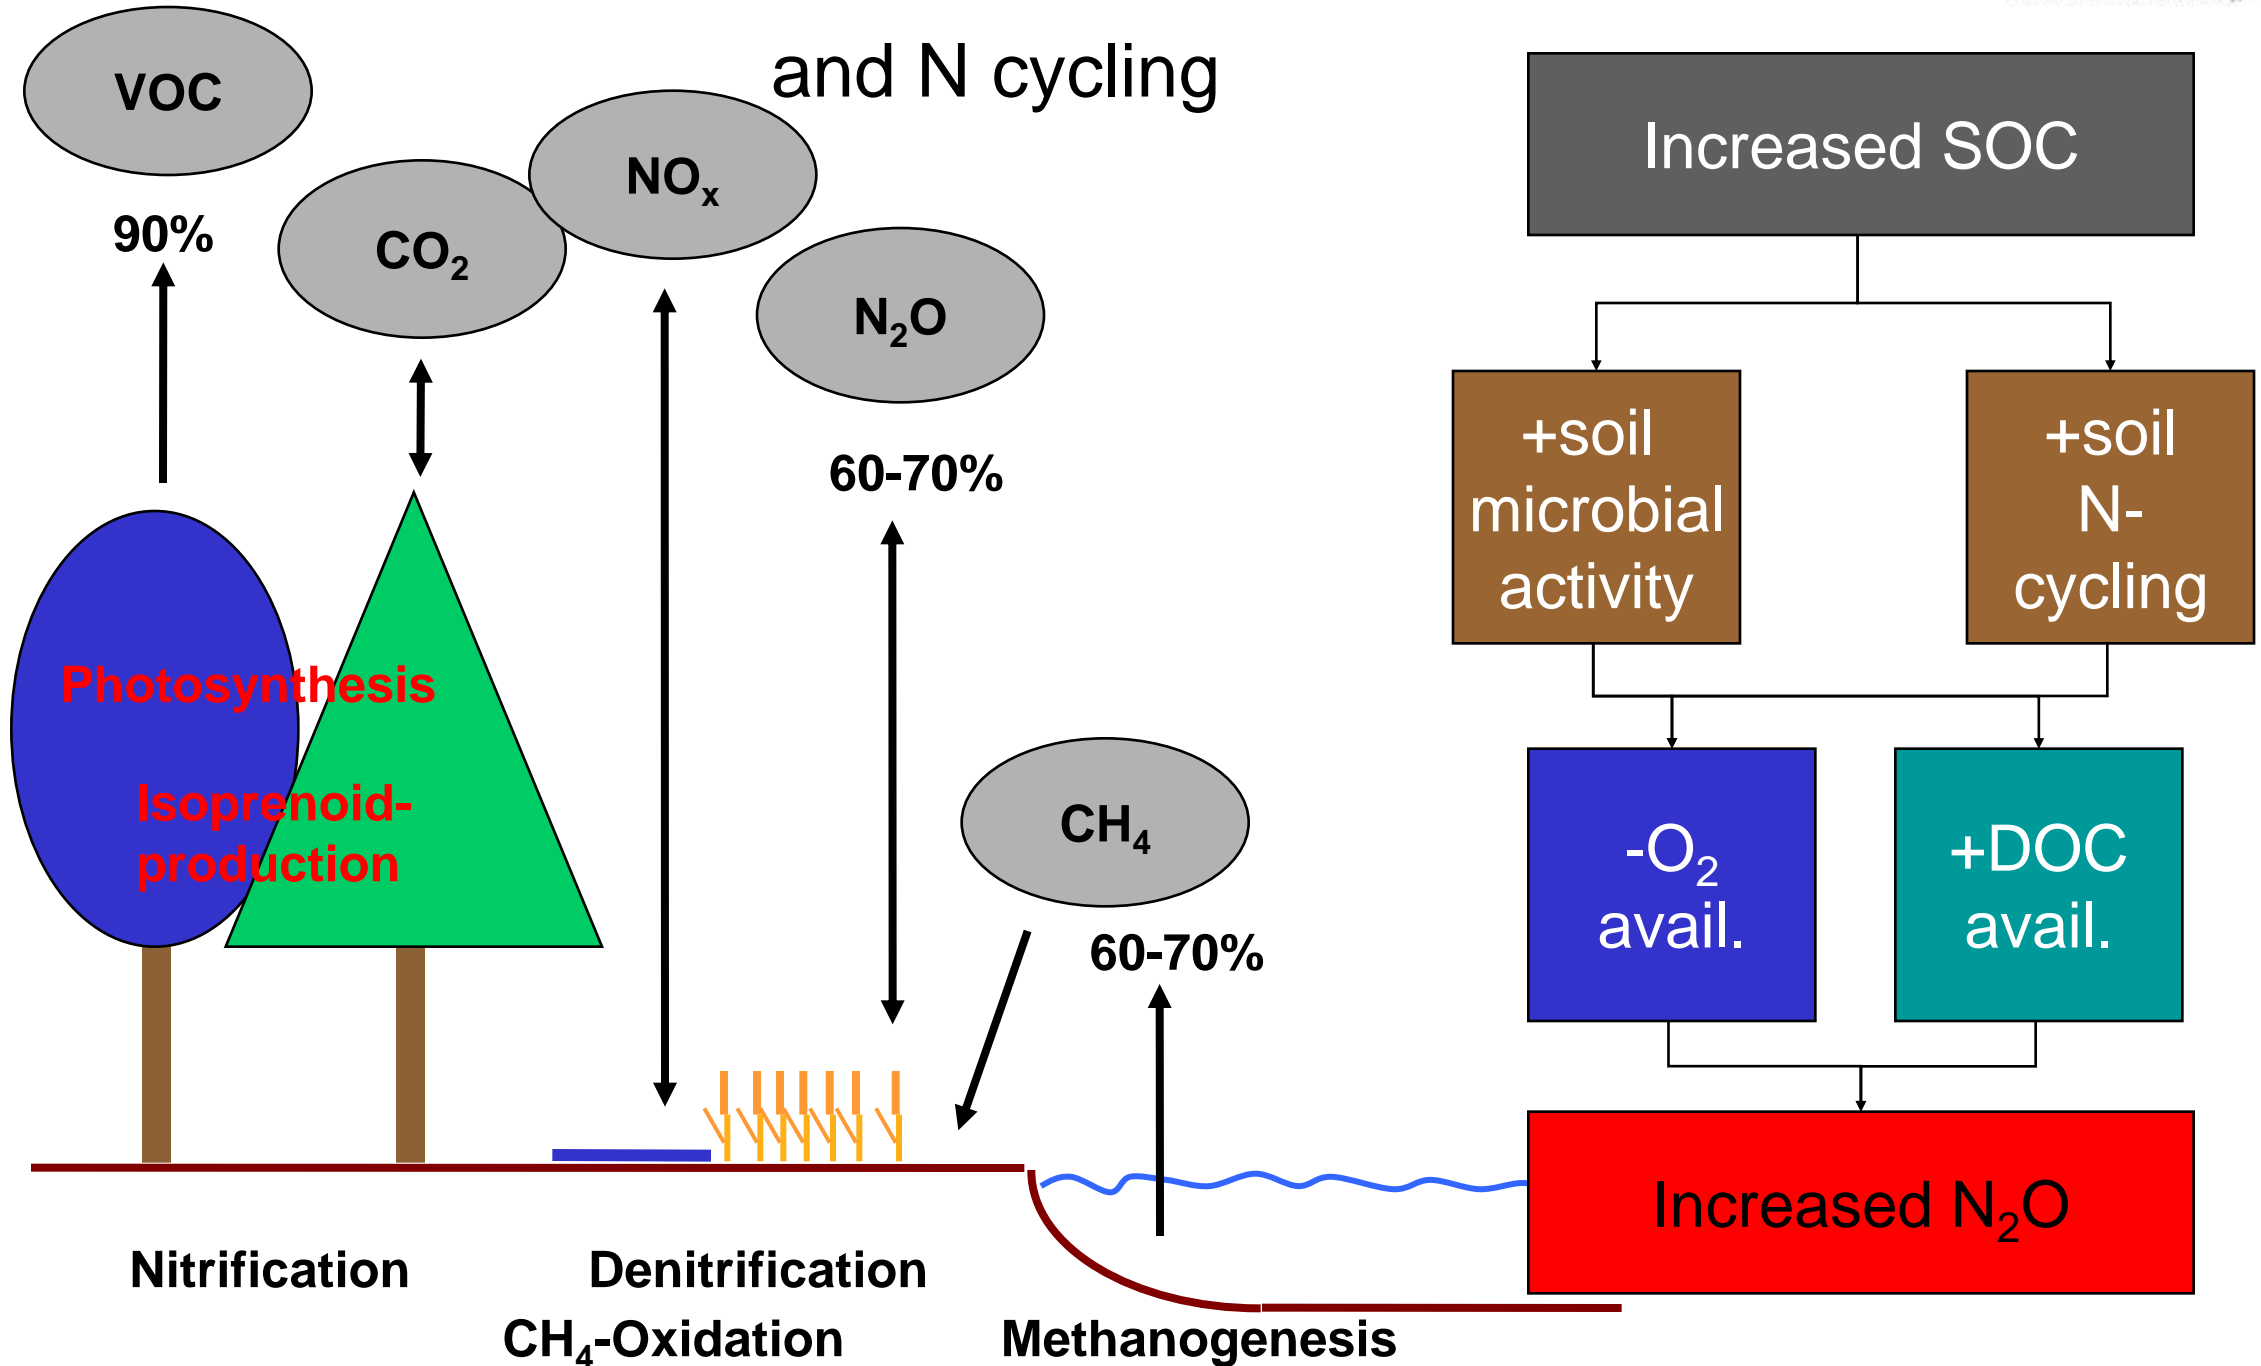 and N cycling
VOC
90%
CO₂
NOₓ
N₂O
60-70%
Photosynthesis
Isoprenoid-
production
CH₄
60-70%
Nitrification
Denitrification
CH₄-Oxidation
Methanogenesis
Increased SOC
+soil
microbial
activity
+soil
N-
cycling
-O₂
avail.
+DOC
avail.
Increased N₂O